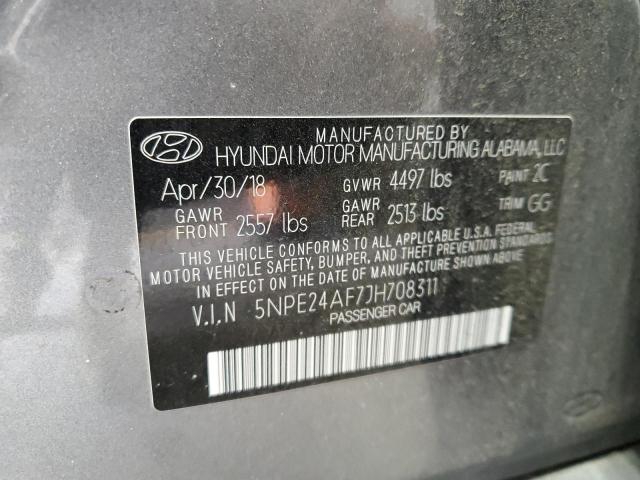 MANUFACTURED BY
HYUNDAI MOTOR MANUFACTURING ALABAMA, LLC
Apr/30/18 GVWR 4497 lbs PAINT 2C
GAWR FRONT 2557 lbs GAWR REAR 2513 lbs TRIM GG
THIS VEHICLE CONFORMS TO ALL APPLICABLE U.S.A. FEDERAL
MOTOR VEHICLE SAFETY, BUMPER, AND THEFT PREVENTION STANDARDS
IN EFFECT ON THE DATE OF MANUFACTURE SHOWN ABOVE.
V.I.N 5NPE24AF7JH708311
PASSENGER CAR